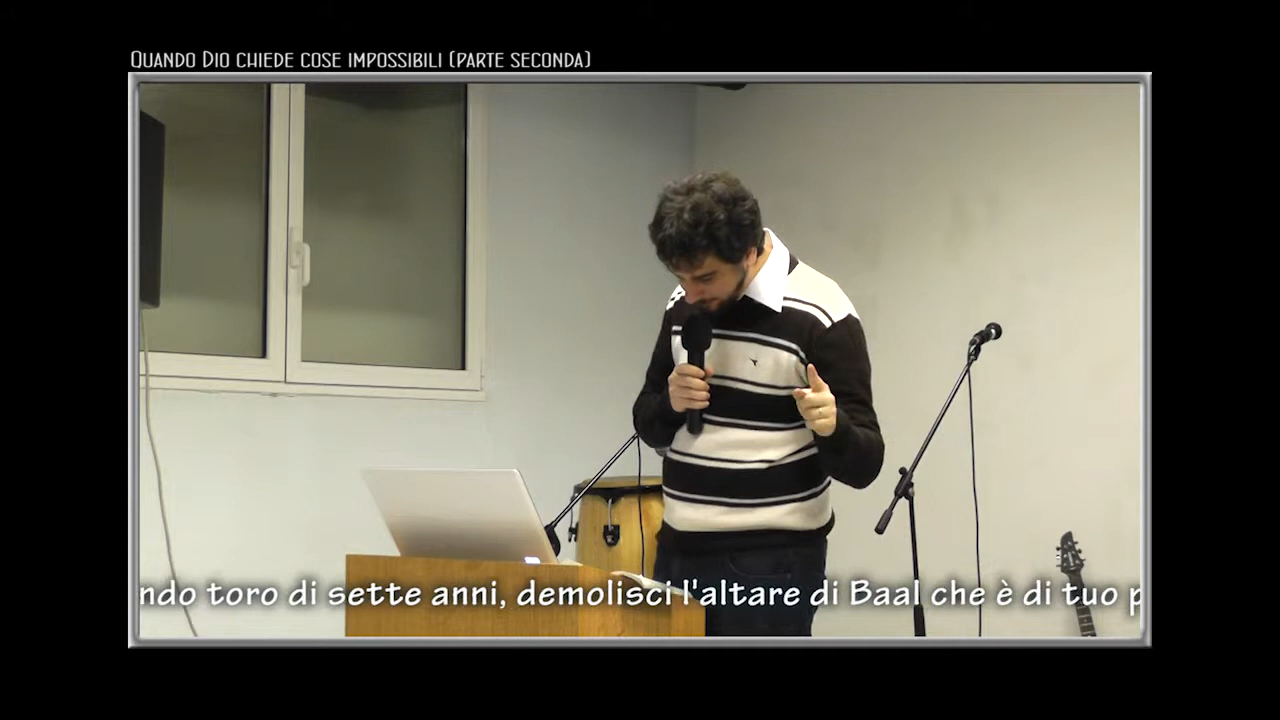 Quando Dio chiede cose impossibili (parte seconda)
ndo toro di sette anni, demolisci l'altare di Baal che è di tuo p